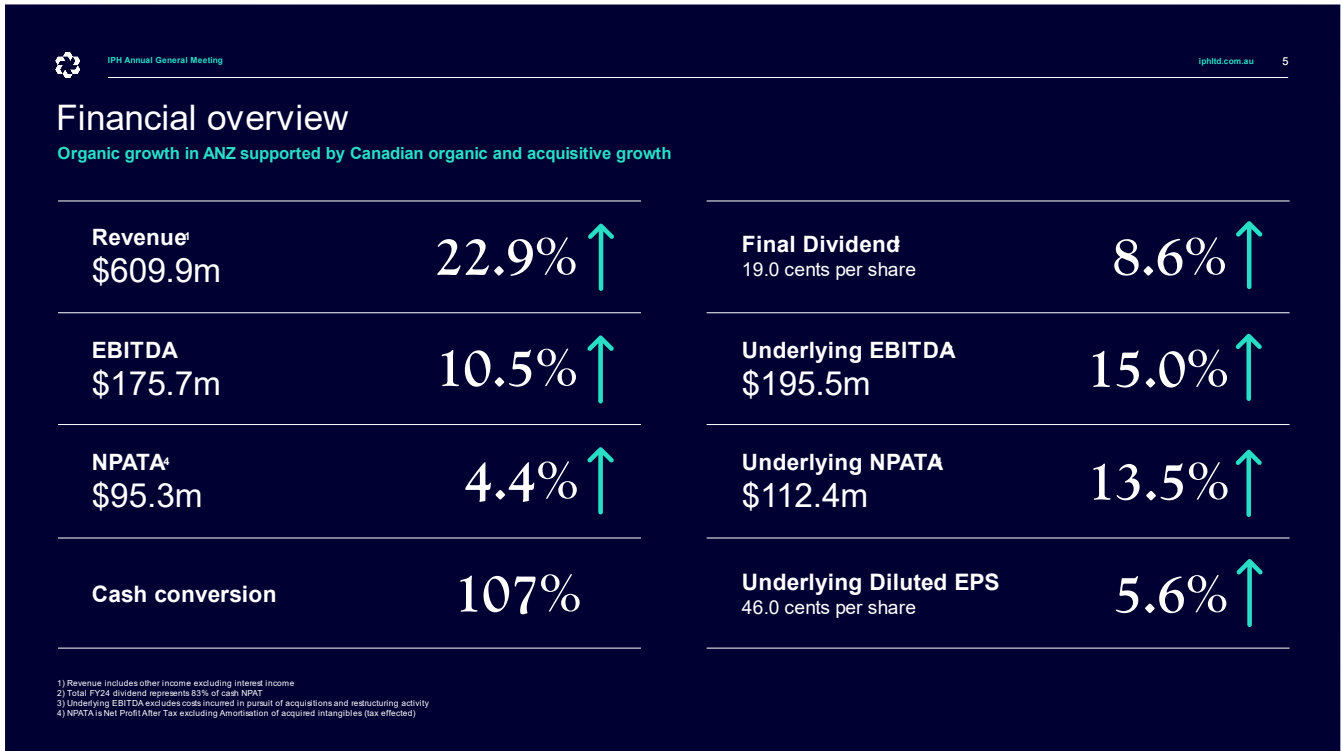 IPH Annual General Meeting
iphltd.com.au 5
Financial overview
Organic growth in ANZ supported by Canadian organic and acquisitive growth
Revenue1
$609.9m
22.9%
EBITDA
$175.7m
10.5%
NPATA4
$95.3m
4.4%
Cash conversion
107%
Final Dividend
19.0 cents per share
8.6%
Underlying EBITDA
$195.5m
15.0%
Underlying NPATA
$112.4m
13.5%
Underlying Diluted EPS
46.0 cents per share
5.6%
1) Revenue includes other income excluding interest income
2) Total FY24 dividend represents 83% of cash NPAT
3) Underlying EBITDA excludes costs incurred in pursuit of acquisitions and restructuring activity
4) NPATA is Net Profit After Tax excluding Amortisation of acquired intangibles (tax effected)